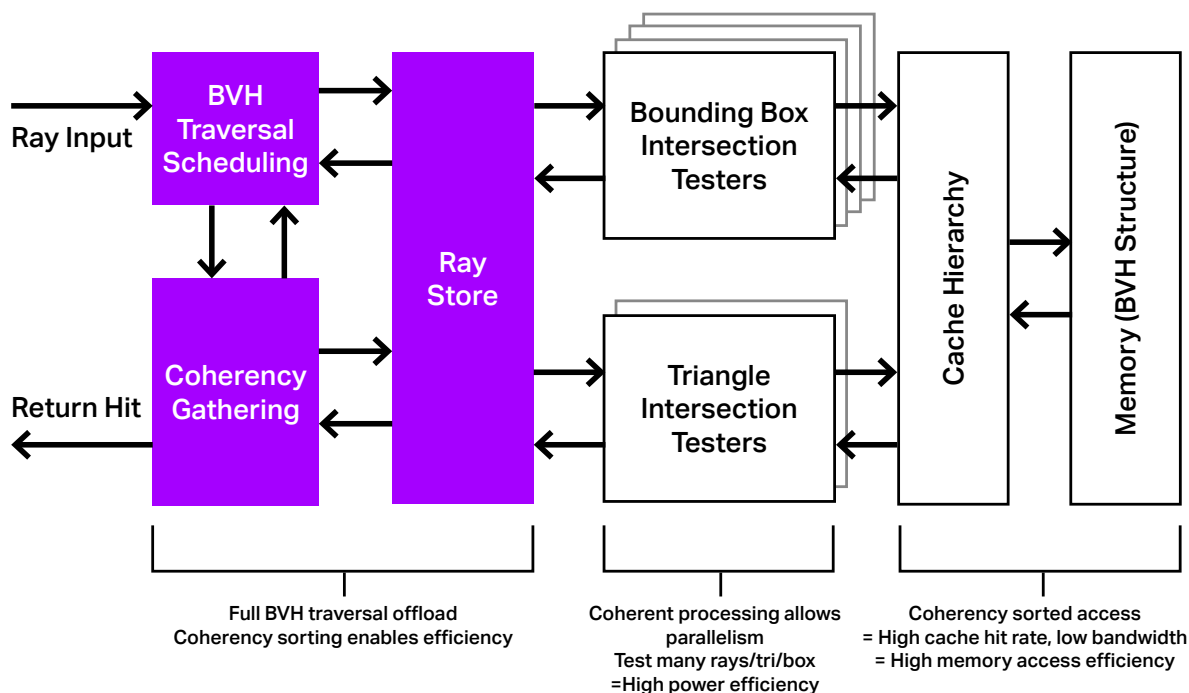 Ray Input
BVH
Traversal
Scheduling
Coherency
Gathering
Return Hit
Ray
Store
Bounding Box
Intersection
Testers
Triangle
Intersection
Testers
Cache Hierarchy
Memory (BVH Structure)
Full BVH traversal offload
Coherency sorting enables efficiency
Coherent processing allows
parallelism
Test many rays/tri/box
=High power efficiency
Coherency sorted access
= High cache hit rate, low bandwidth
= High memory access efficiency